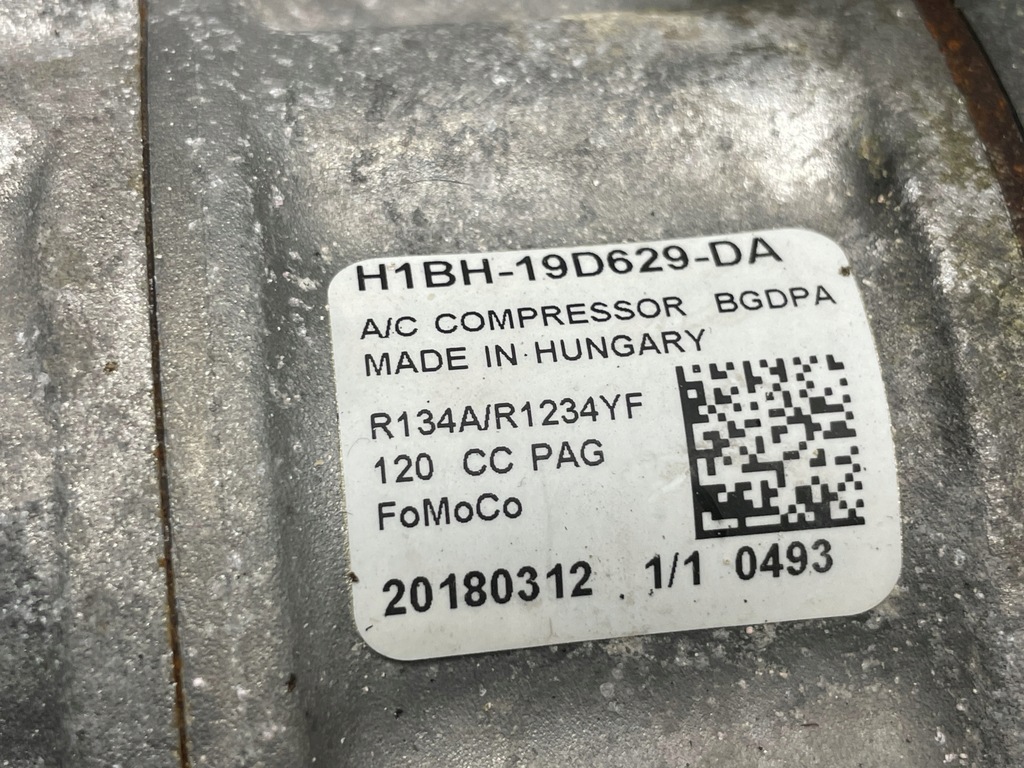 H1BH-19D629-DA
A/C COMPRESSOR BGDPA
MADE IN HUNGARY
R134A/R1234YF
120 CC PAG
FoMoCo
20180312 1/1 0493